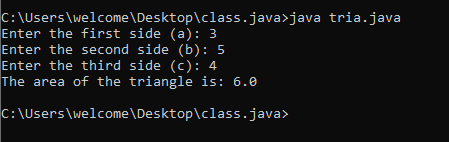 C:\Users\welcome\Desktop\class.java>java tria.java
Enter the first side (a): 3
Enter the second side (b): 5
Enter the third side (c): 4
The area of the triangle is: 6.0
C:\Users\welcome\Desktop\class.java>